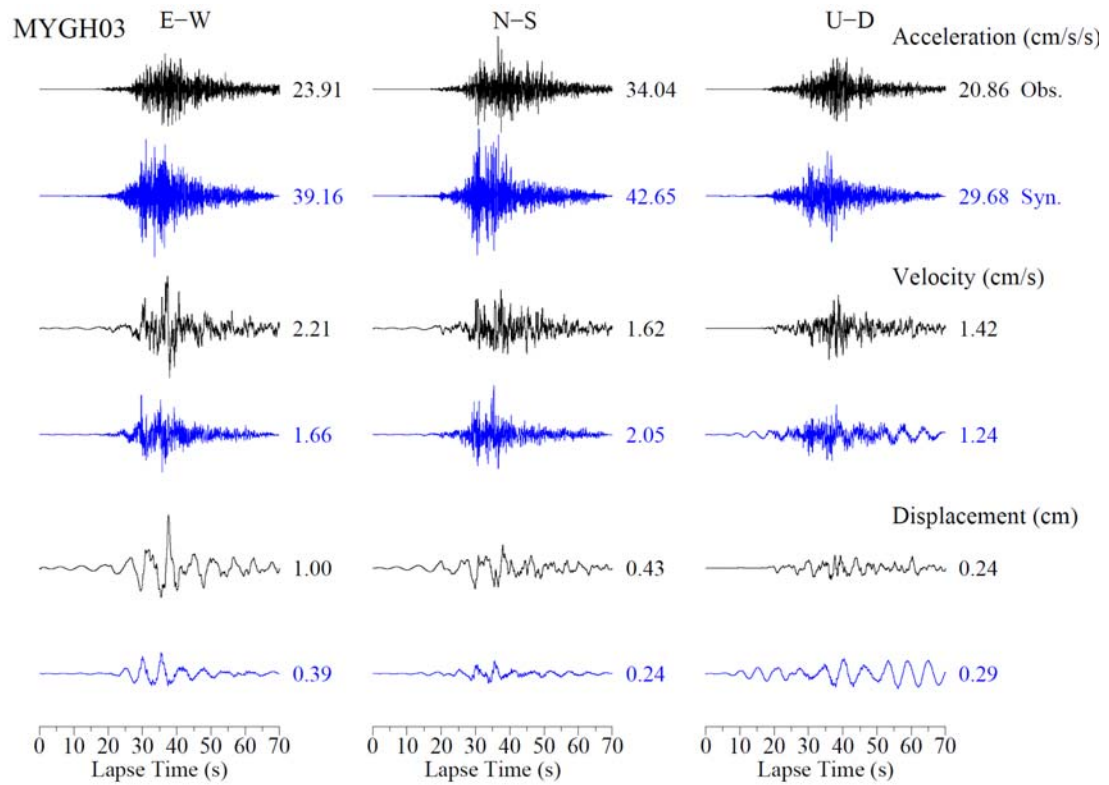 MYGH03
E−W N−S U−D
Acceleration (cm/s/s)
23.91 34.04 20.86 Obs.
39.16 42.65 29.68 Syn.
Velocity (cm/s)
2.21 1.62 1.42
1.66 2.05 1.24
Displacement (cm)
1.00 0.43 0.24
0.39 0.24 0.29
0 10 20 30 40 50 60 70 0 10 20 30 40 50 60 70 0 10 20 30 40 50 60 70
Lapse Time (s) Lapse Time (s) Lapse Time (s)